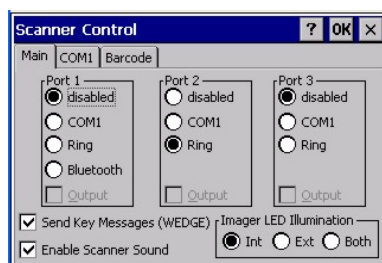 Scanner Control ? OK ×
Main COM1 Barcode
Port 1 Port 2 Port 3
disabled disabled disabled
COM1 COM1 COM1
Ring Ring Ring
Bluetooth
Output Output Output
Send Key Messages (WEDGE) Imager LED Illumination
Enable Scanner Sound Int Ext Both